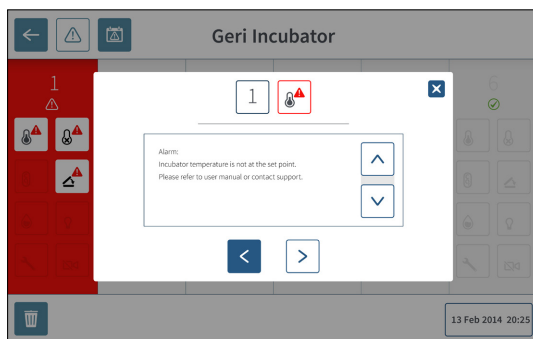 Geri Incubator
1
6
1
Alarm:
Incubator temperature is not at the set point.
Please refer to user manual or contact support.
13 Feb 2014 20:25